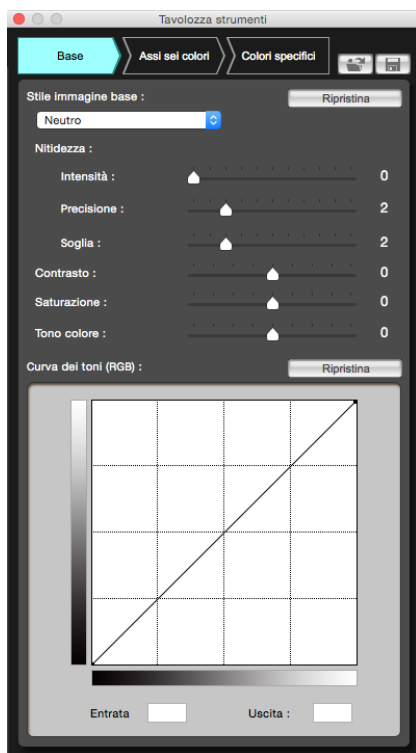 Tavolozza strumenti
Base Assi sei colori Colori specifici
Stile immagine base : Ripristina
Neutro
Nitidezza :
Intensità : 0
Precisione : 2
Soglia : 2
Contrasto : 0
Saturazione : 0
Tono colore : 0
Curva dei toni (RGB) : Ripristina
Entrata Uscita :